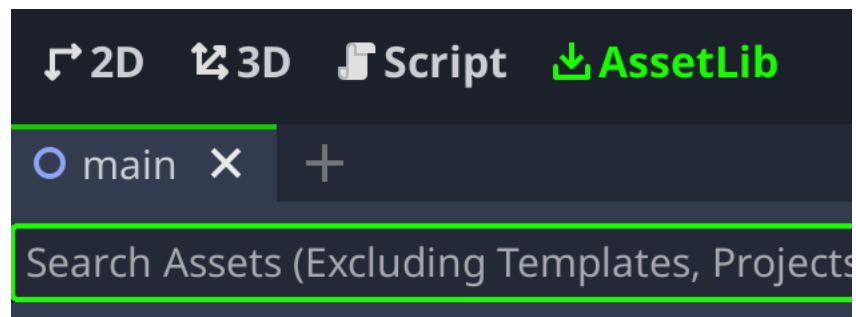 2D 3D Script AssetLib
main
Search Assets (Excluding Templates, Projects